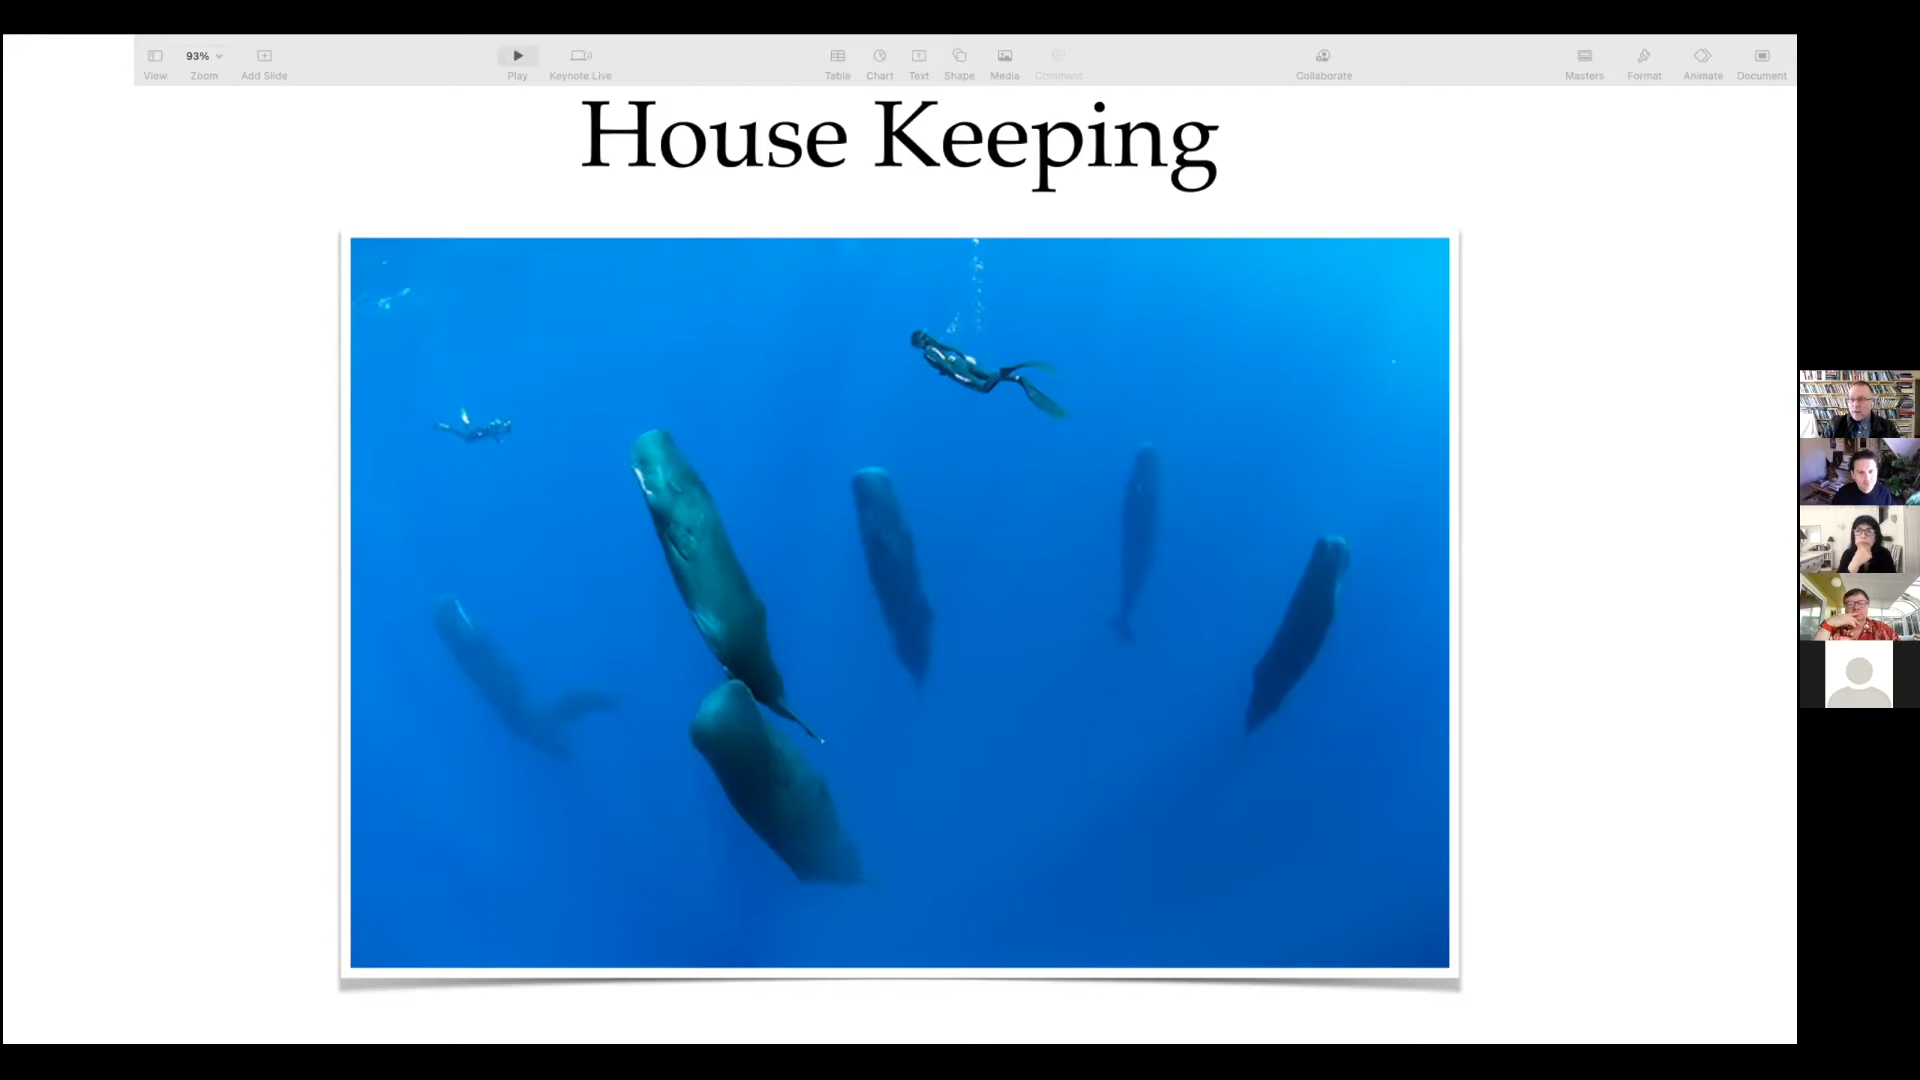 93%
View Zoom Add Slide Play Keynote Live Table Chart Text Shape Media Comment Collaborate Masters Format Animate Document
House Keeping